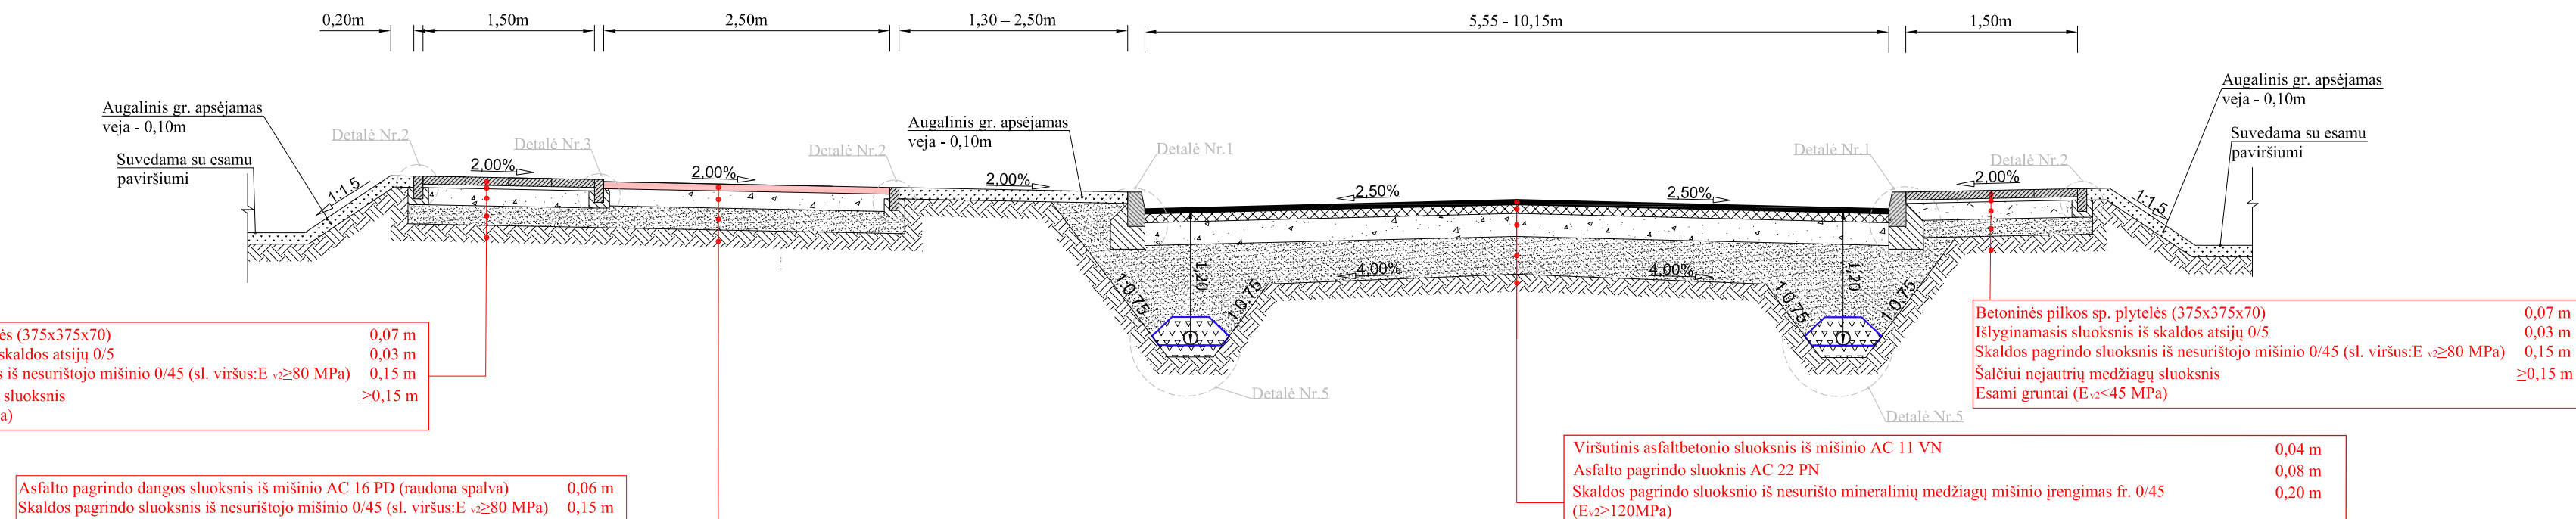 0,20m
1,50m
2,50m
1,30 – 2,50m
5,55 - 10,15m
1,50m
Augalinis gr. apsėjamas
veja - 0,10m
Suvedama su esamu
paviršiumi
1:1.5
Detalė Nr.2
2,00%
Detalė Nr.3
2,00%
Detalė Nr.2
Augalinis gr. apsėjamas
veja - 0,10m
2,00%
Detalė Nr.1
2,50%
2,50%
Detalė Nr.1
Detalė Nr.2
2,00%
1:1.5
Augalinis gr. apsėjamas
veja - 0,10m
Suvedama su esamu
paviršiumi
1:0.75
1,20
1:0.75
4,00%
4,00%
1:0.75
1,20
1:0.75
Detalė Nr.5
Detalė Nr.5
ės (375x375x70) 0,07 m
skaldos atsijų 0/5 0,03 m
s iš nesurištojo mišinio 0/45 (sl. viršus:E v2≥80 MPa) 0,15 m
sluoksnis ≥0,15 m
a)
Asfalto pagrindo dangos sluoksnis iš mišinio AC 16 PD (raudona spalva) 0,06 m
Skaldos pagrindo sluoksnis iš nesurištojo mišinio 0/45 (sl. viršus:E v2≥80 MPa) 0,15 m
Viršutinis asfaltbetonio sluoksnis iš mišinio AC 11 VN 0,04 m
Asfalto pagrindo sluoknis AC 22 PN 0,08 m
Skaldos pagrindo sluoksnio iš nesurišto mineralinių medžiagų mišinio įrengimas fr. 0/45 0,20 m
(Ev2≥120MPa)
Betoninės pilkos sp. plytelės (375x375x70) 0,07 m
Išlyginamasis sluoksnis iš skaldos atsijų 0/5 0,03 m
Skaldos pagrindo sluoksnis iš nesurištojo mišinio 0/45 (sl. viršus:E v2≥80 MPa) 0,15 m
Šalčiui nejautrių medžiagų sluoksnis ≥0,15 m
Esami gruntai (Ev2<45 MPa)